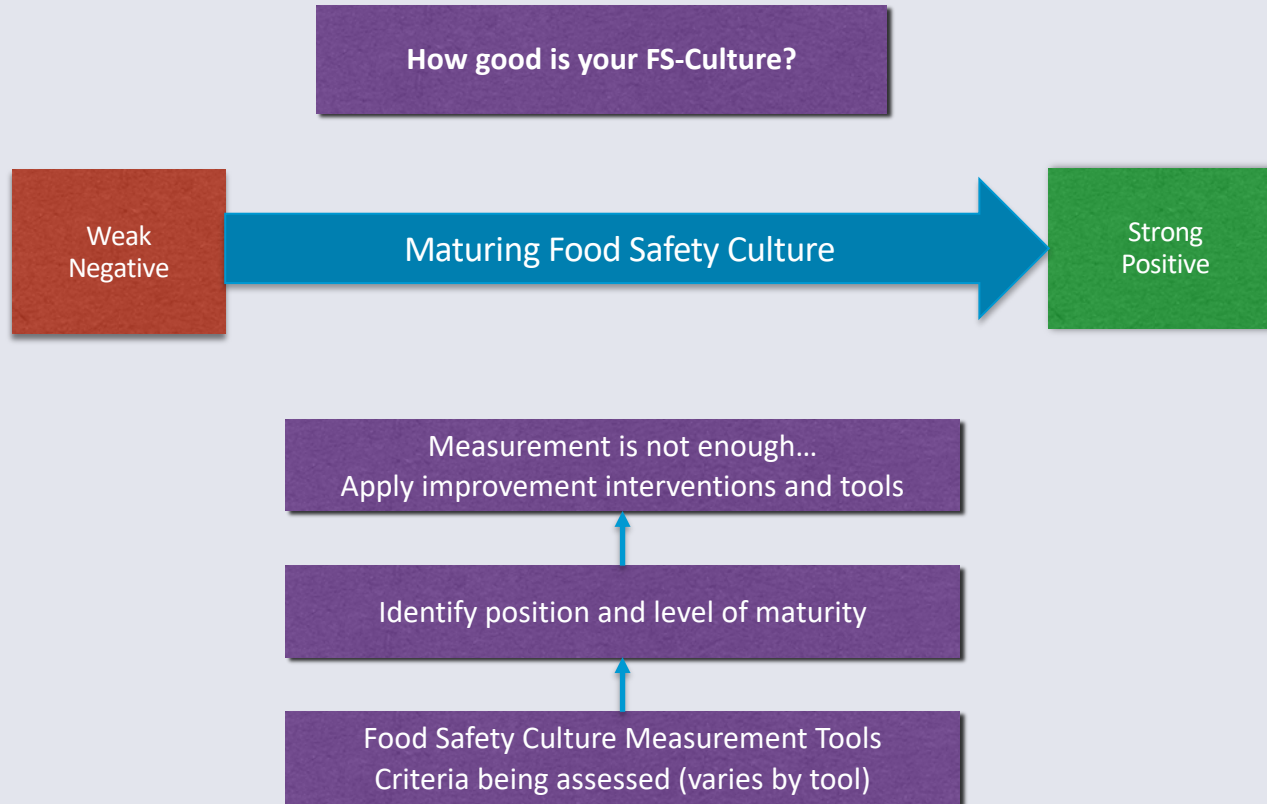 How good is your FS-Culture?
Weak
Negative
Maturing Food Safety Culture
Strong
Positive
Measurement is not enough…
Apply improvement interventions and tools
Identify position and level of maturity
Food Safety Culture Measurement Tools
Criteria being assessed (varies by tool)